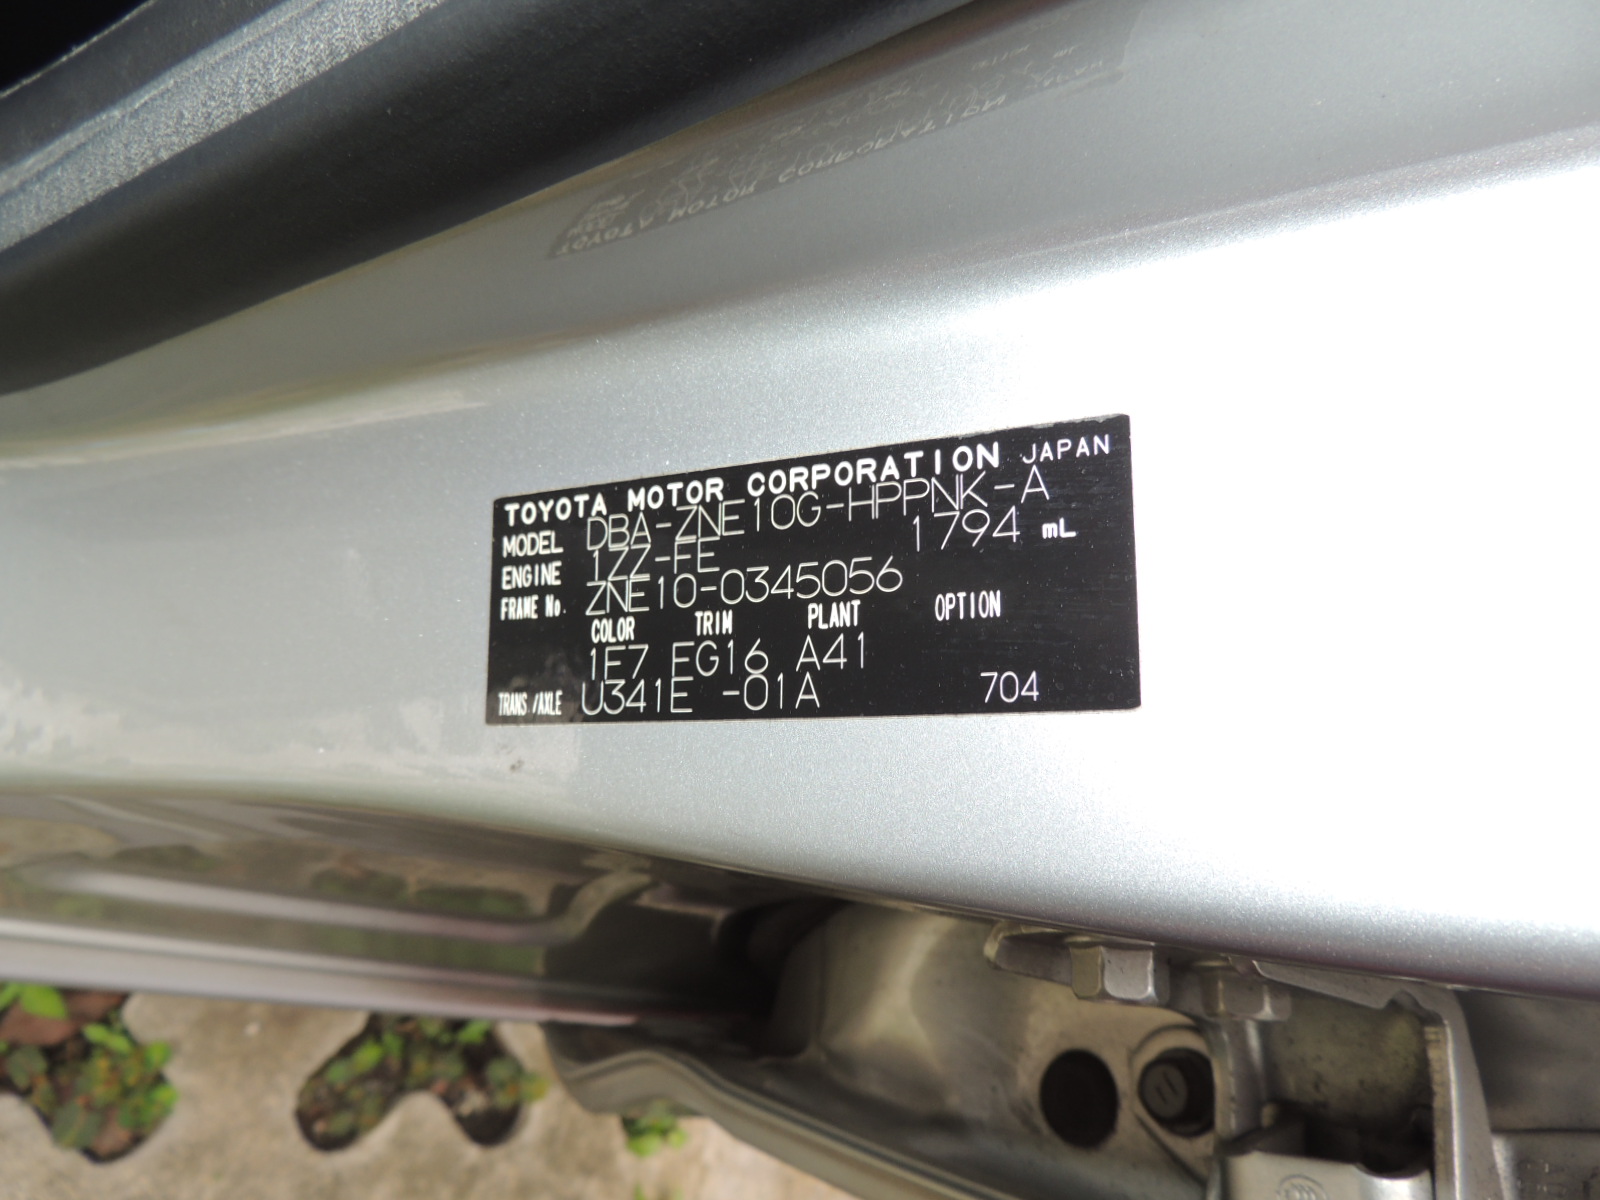 TOYOTA MOTOR CORPORATION JAPAN
MODEL DBA-ZNE10G-HPPNK-A
ENGINE 1ZZ-FE 1794 mL
FRAME No. ZNE10-0345056
COLOR TRIM PLANT OPTION
1E7 EG16 A41
TRANS/AXLE U341E -01A 704